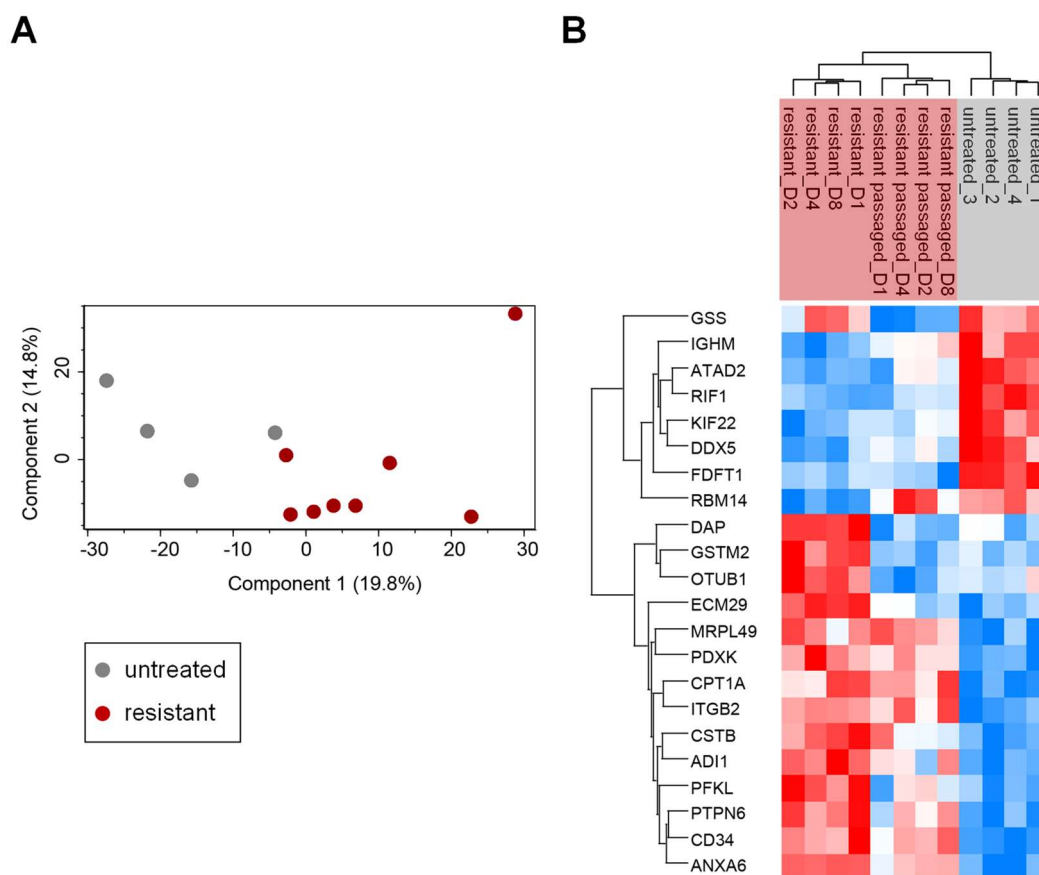 A
B
resistant_D2
resistant_D4
resistant_D8
resistant_D1
resistant passaged_D1
resistant passaged_D4
resistant passaged_D2
resistant passaged_D8
untreated_3
untreated_2
untreated_4
untreated_1
Component 2 (14.8%)
20
0
-30
-20
-10
0
10
20
30
Component 1 (19.8%)
untreated
resistant
GSS
IGHM
ATAD2
RIF1
KIF22
DDX5
FDFT1
RBM14
DAP
GSTM2
OTUB1
ECM29
MRPL49
PDXK
CPT1A
ITGB2
CSTB
ADI1
PFKL
PTPN6
CD34
ANXA6